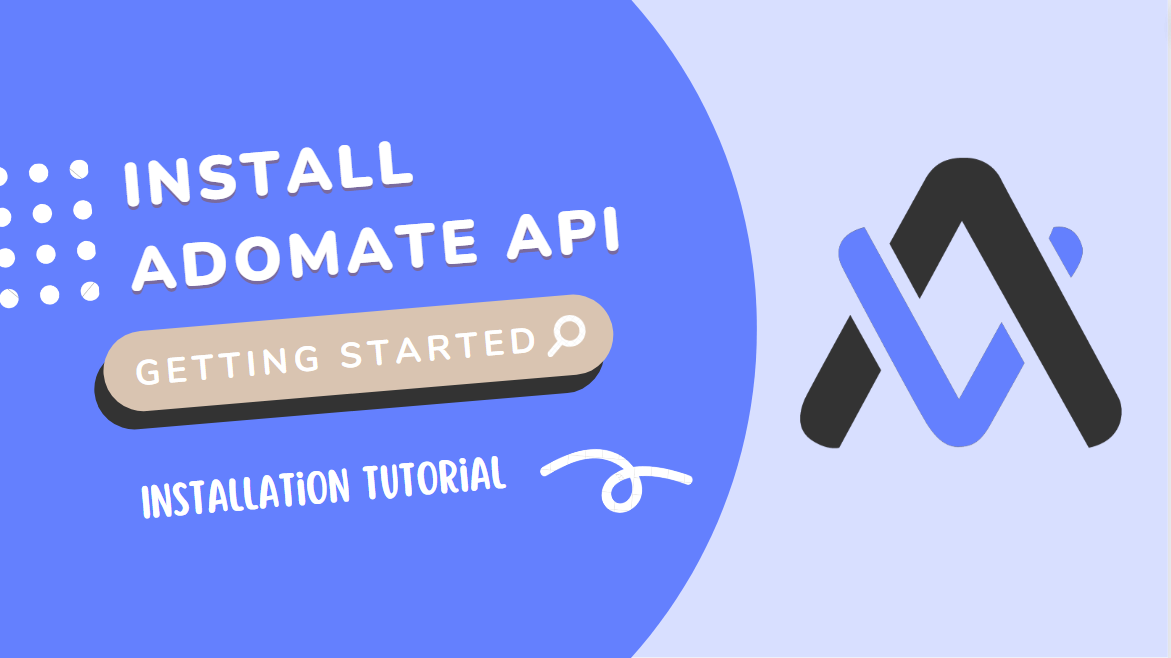 INSTALL
ADOMATE API
GETTING STARTED
INSTALLATiON TUTORiAL